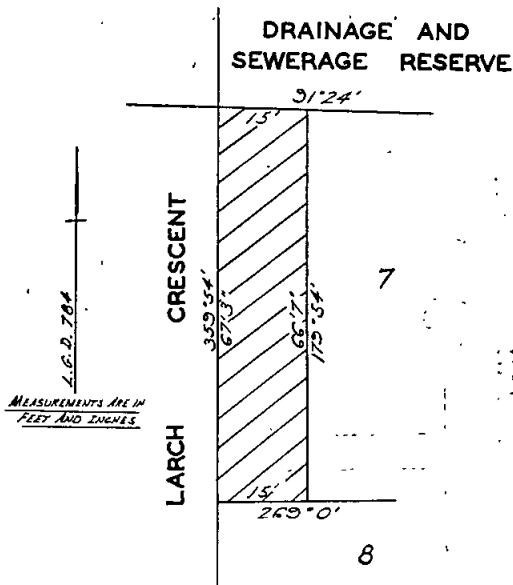 DRAINAGE AND
SEWERAGE RESERVE
91°24'
15'
LARCH CRESCENT
359°54'
67'3"
66'7"
179°54'
7
L.G.D. 784
MEASUREMENTS ARE IN
FEET AND INCHES
15'
269°0'
8